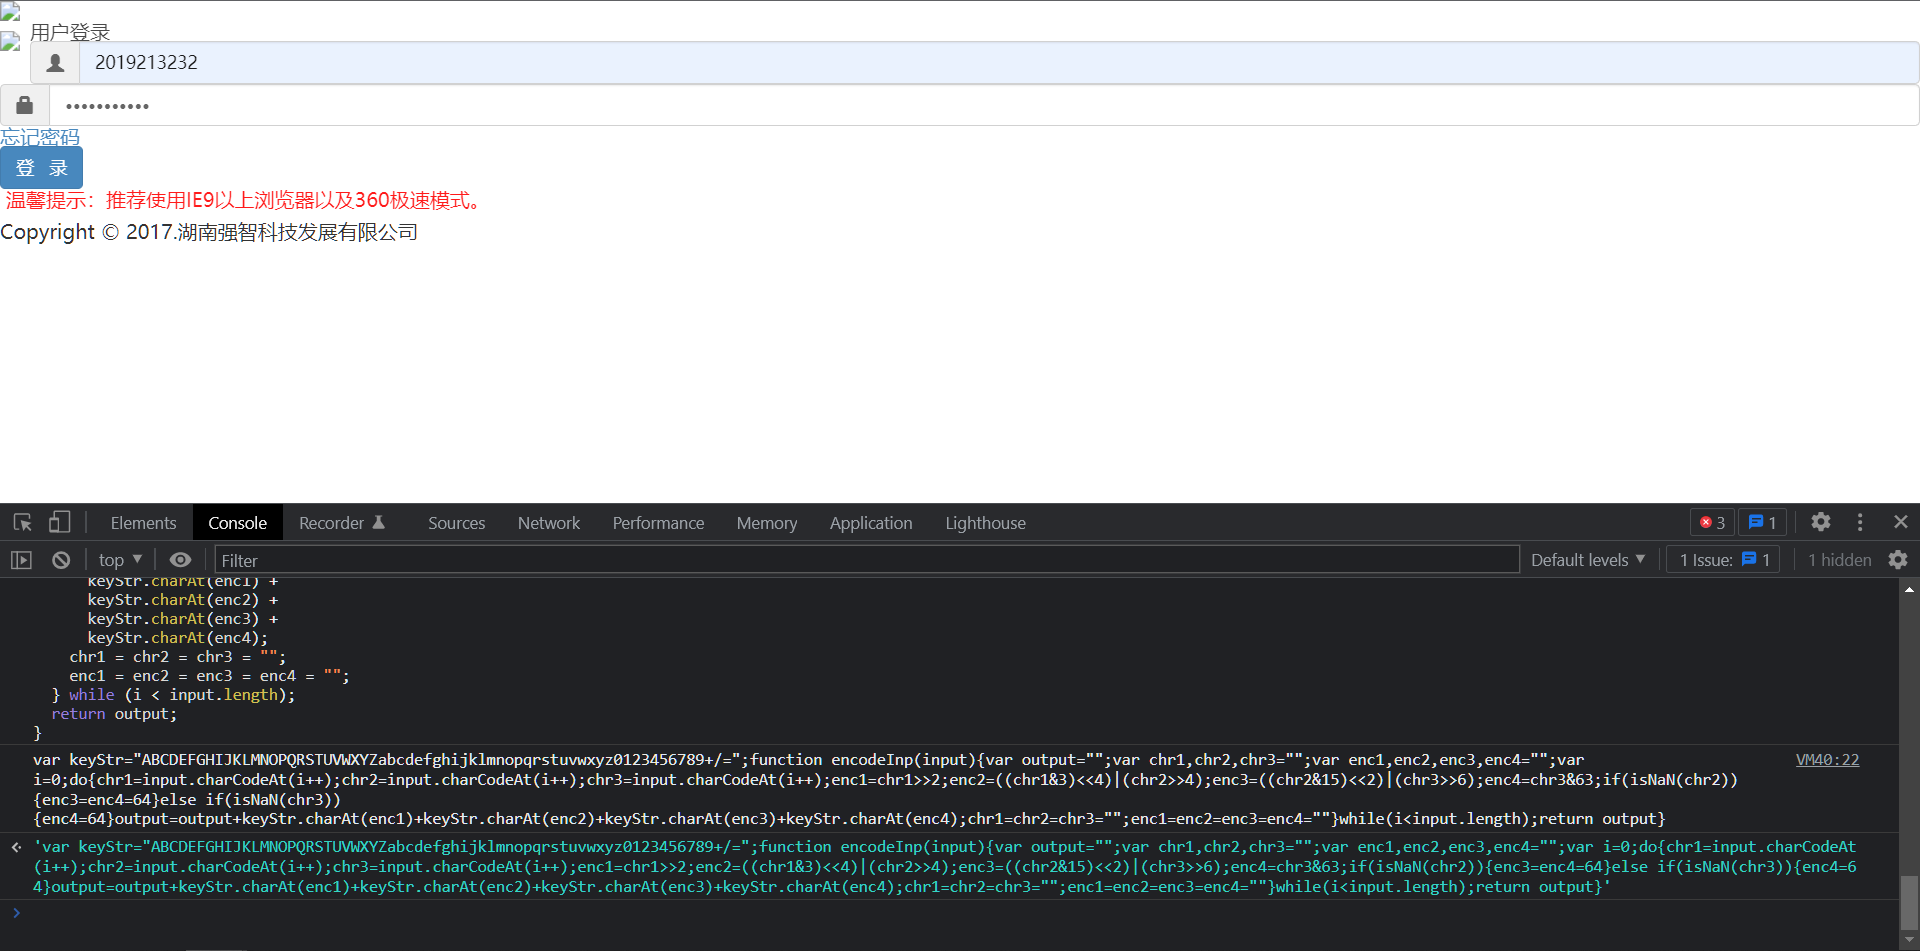 用户登录
2019213232
•••••••••••
忘记密码
登 录
温馨提示：推荐使用IE9以上浏览器以及360极速模式。
Copyright © 2017.湖南强智科技发展有限公司
Elements Console Recorder Sources Network Performance Memory Application Lighthouse 3 1
top Filter Default levels 1 Issue: 1 1 hidden
keyStr.charAt(enc1) +
keyStr.charAt(enc2) +
keyStr.charAt(enc3) +
keyStr.charAt(enc4);
chr1 = chr2 = chr3 = "";
enc1 = enc2 = enc3 = enc4 = "";
} while (i < input.length);
return output;
}
var keyStr="ABCDEFGHIJKLMNOPQRSTUVWXYZabcdefghijklmnopqrstuvwxyz0123456789+/=";function encodeInp(input){var output="";var chr1,chr2,chr3="";var enc1,enc2,enc3,enc4="";var VM40:22
i=0;do{chr1=input.charCodeAt(i++);chr2=input.charCodeAt(i++);chr3=input.charCodeAt(i++);enc1=chr1>>2;enc2=((chr1&3)<<4)|(chr2>>4);enc3=((chr2&15)<<2)|(chr3>>6);enc4=chr3&63;if(isNaN(chr2))
{enc3=enc4=64}else if(isNaN(chr3))
{enc4=64}output=output+keyStr.charAt(enc1)+keyStr.charAt(enc2)+keyStr.charAt(enc3)+keyStr.charAt(enc4);chr1=chr2=chr3="";enc1=enc2=enc3=enc4=""}while(i<input.length);return output}
'var keyStr="ABCDEFGHIJKLMNOPQRSTUVWXYZabcdefghijklmnopqrstuvwxyz0123456789+/=";function encodeInp(input){var output="";var chr1,chr2,chr3="";var enc1,enc2,enc3,enc4="";var i=0;do{chr1=input.charCodeAt
(i++);chr2=input.charCodeAt(i++);chr3=input.charCodeAt(i++);enc1=chr1>>2;enc2=((chr1&3)<<4)|(chr2>>4);enc3=((chr2&15)<<2)|(chr3>>6);enc4=chr3&63;if(isNaN(chr2)){enc3=enc4=64}else if(isNaN(chr3)){enc4=6
4}output=output+keyStr.charAt(enc1)+keyStr.charAt(enc2)+keyStr.charAt(enc3)+keyStr.charAt(enc4);chr1=chr2=chr3="";enc1=enc2=enc3=enc4=""}while(i<input.length);return output}'